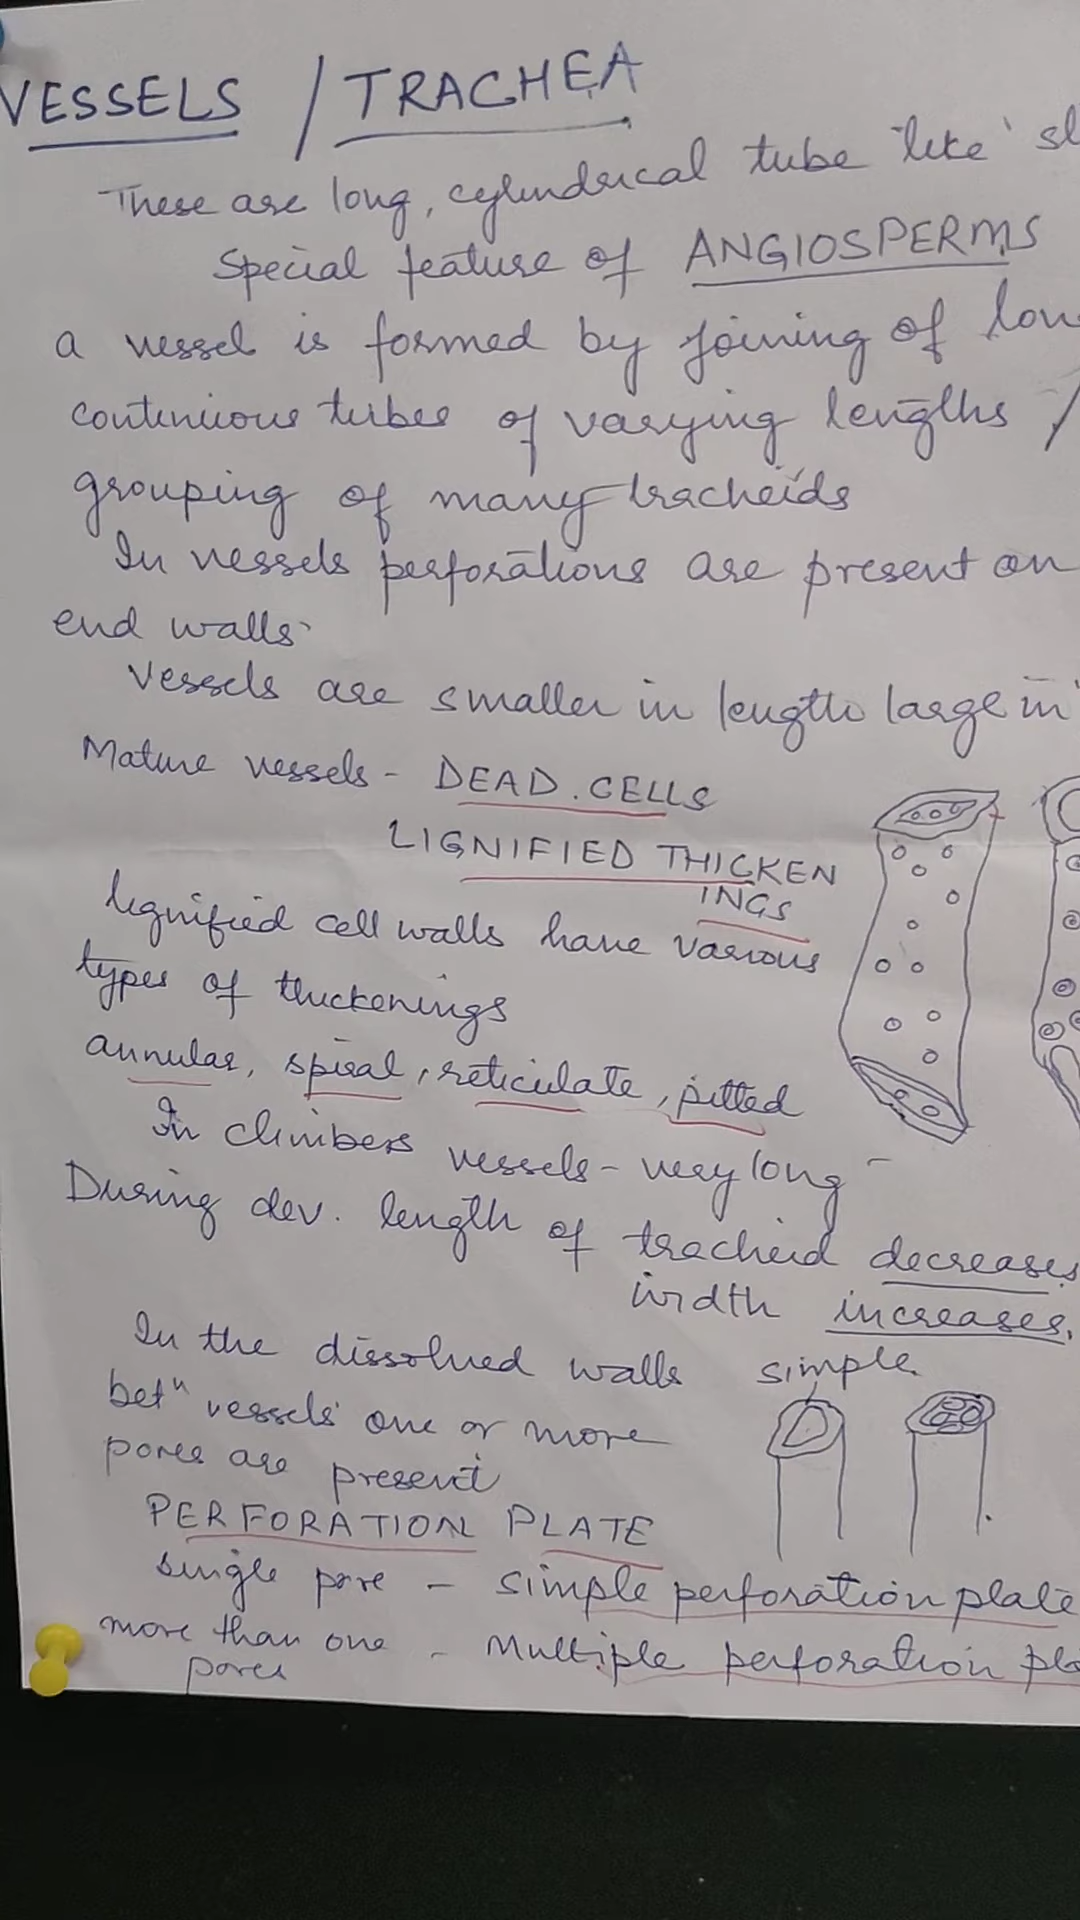 VESSELS / TRACHEA
These are long, cylindrical tube 'like'
Special feature of ANGIOSPERMS
a vessel is formed by joining of
continuous tubes of varying lengths /
grouping of many tracheids
In vessels perforations are present on
end walls
Vessels are smaller in length large in
Mature vessels - DEAD CELLS
LIGNIFIED THICKEN
INGS
lignified cell walls have various
types of thickenings
annular, spiral, reticulate, pitted
In climbers vessels - very long -
During dev. length of tracheid decreases
width increases.
In the dissolved walls simple
betⁿ vessels one or more
pores are present
PERFORATION PLATE
single pore - simple perforation plate
more than one - Multiple perforation
pores